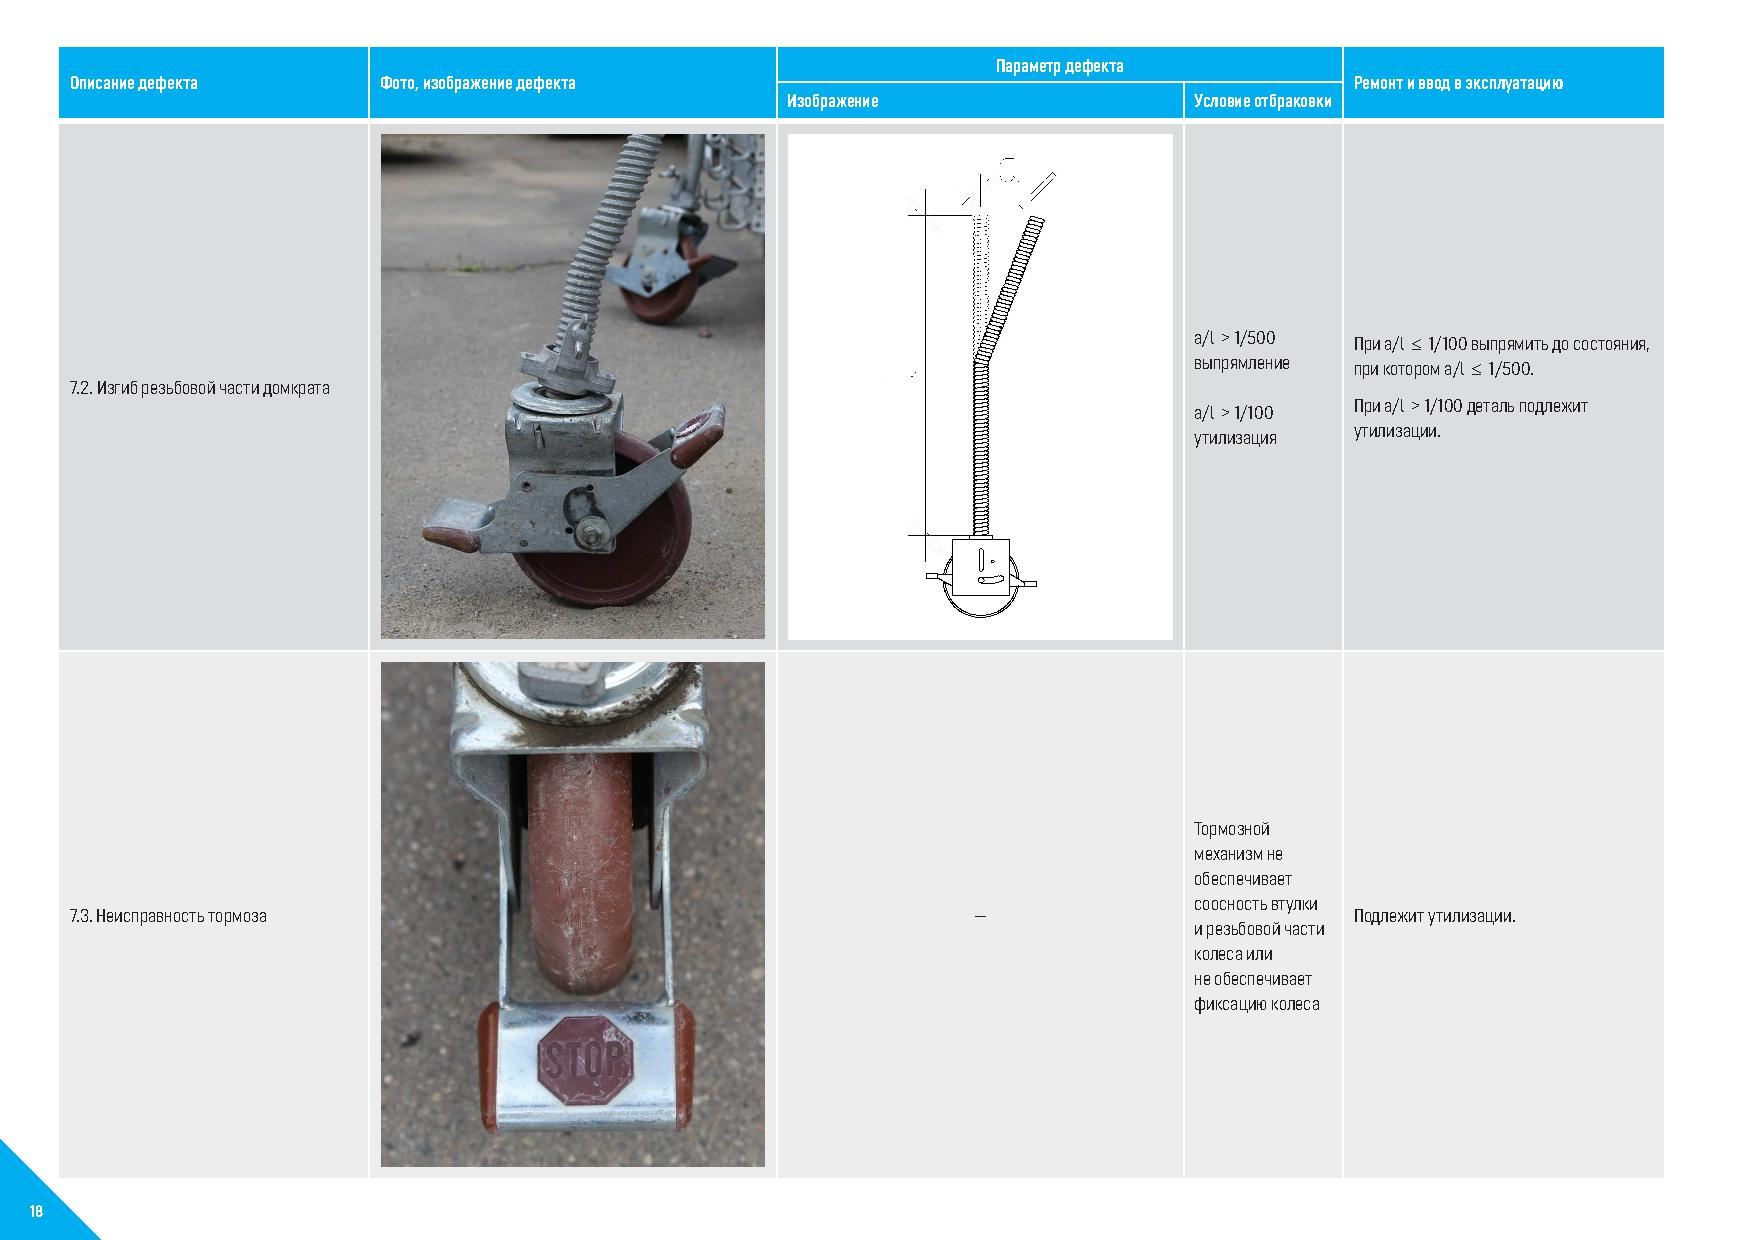 Описание дефекта
Фото, изображение дефекта
Параметр дефекта
Изображение
Условие отбраковки
Ремонт и ввод в эксплуатацию
7.2. Изгиб резьбовой части домкрата
a/l > 1/500
выпрямление
a/l > 1/100
утилизация
При a/l ≤ 1/100 выпрямить до состояния,
при котором a/l ≤ 1/500.
При a/l > 1/100 деталь подлежит
утилизации.
7.3. Неисправность тормоза
STOP
—
Тормозной
механизм не
обеспечивает
соосность втулки
и резьбовой части
колеса или
не обеспечивает
фиксацию колеса
Подлежит утилизации.
18